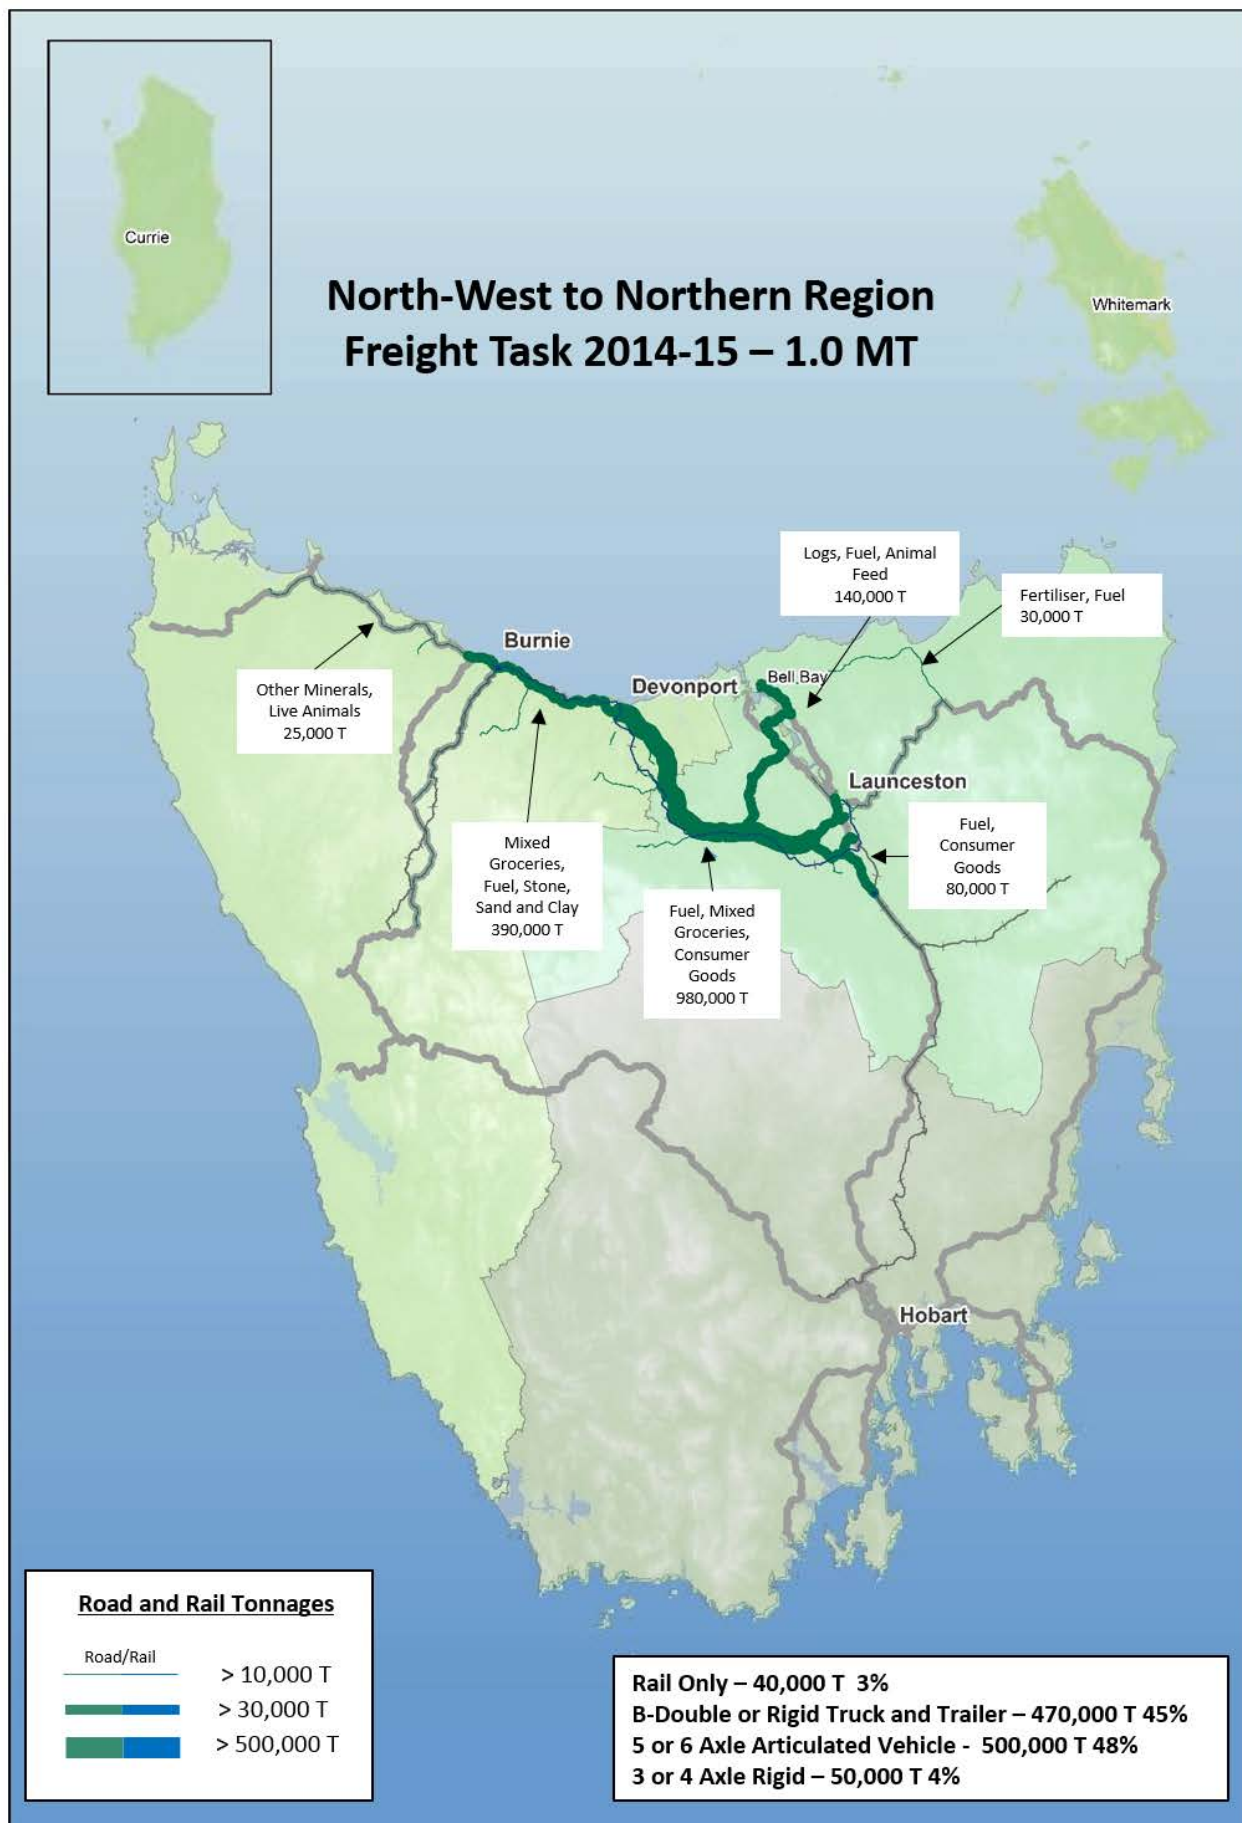 Currie
North-West to Northern Region
Freight Task 2014-15 – 1.0 MT
Whitemark
Logs, Fuel, Animal
Feed
140,000 T
Fertiliser, Fuel
30,000 T
Burnie
Devonport
Bell Bay
Other Minerals,
Live Animals
25,000 T
Launceston
Mixed
Groceries,
Fuel, Stone,
Sand and Clay
390,000 T
Fuel, Mixed
Groceries,
Consumer
Goods
980,000 T
Fuel,
Consumer
Goods
80,000 T
Hobart
Road and Rail Tonnages
Road/Rail
> 10,000 T
> 30,000 T
> 500,000 T
Rail Only – 40,000 T 3%
B-Double or Rigid Truck and Trailer – 470,000 T 45%
5 or 6 Axle Articulated Vehicle - 500,000 T 48%
3 or 4 Axle Rigid – 50,000 T 4%